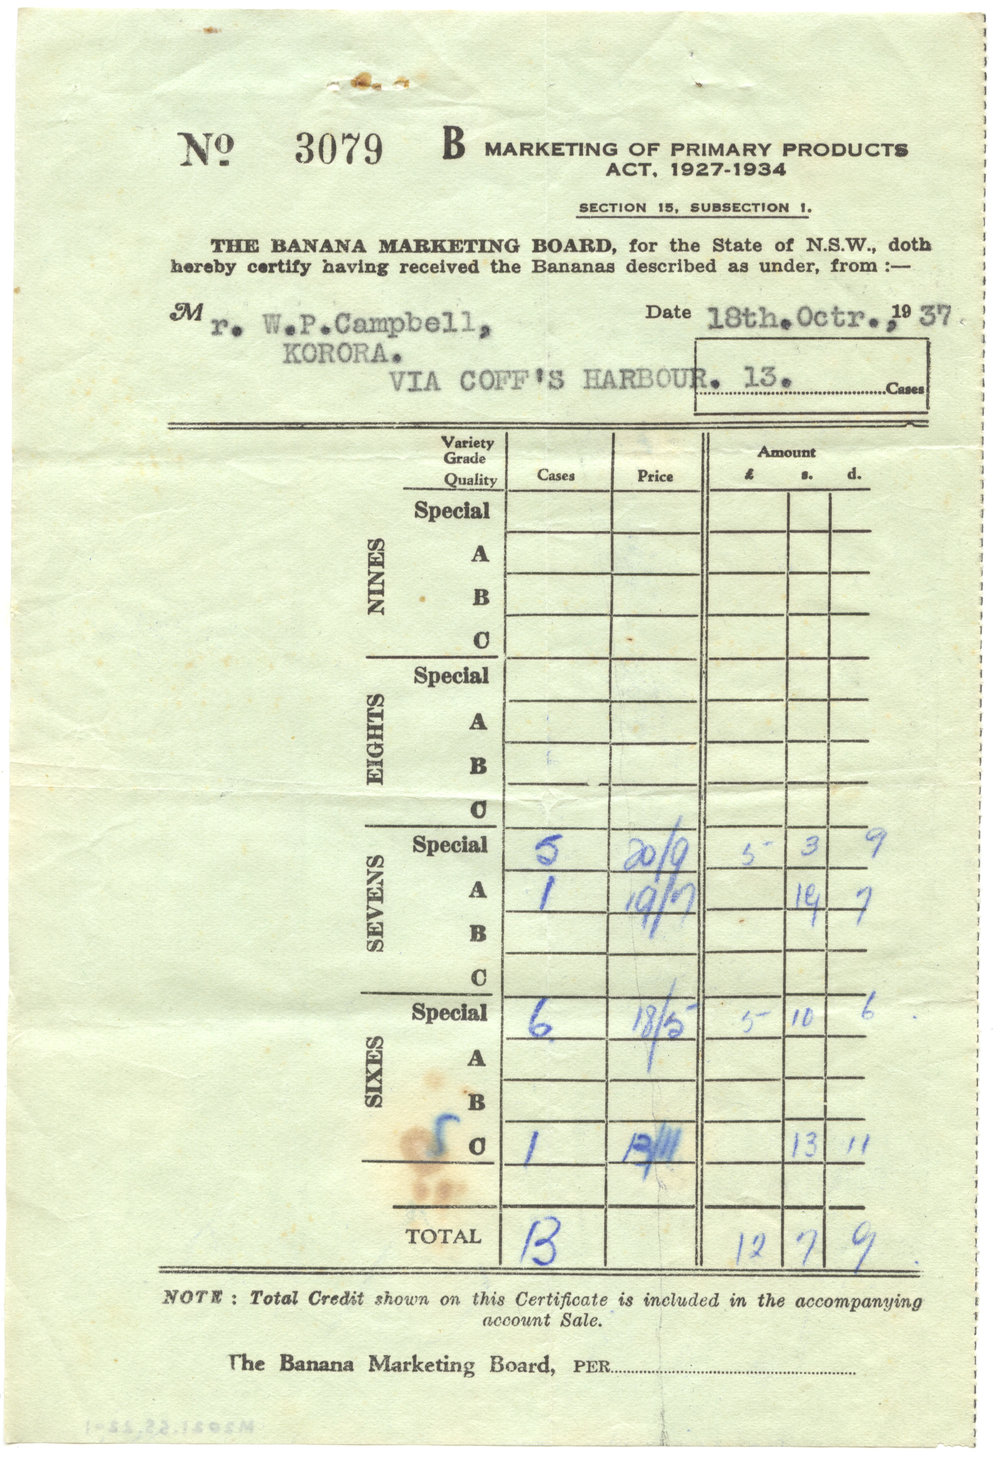 No 3079 B MARKETING OF PRIMARY PRODUCTS
ACT, 1927-1934
SECTION 15, SUBSECTION 1.
THE BANANA MARKETING BOARD, for the State of N.S.W., doth
hereby certify having received the Bananas described as under, from :—
Mr. W.P.Campbell, Date 18th.Octr.,1937.
KORORA.
VIA COFF'S HARBOUR. 13. Cases
Variety
Grade
Quality Cases Price Amount £ s. d.
NINES
Special
A
B
C
EIGHTS
Special
A
B
C
SEVENS
Special 5 20/9 5 3 9
A 1 19/7 19 7
B
C
SIXES
Special 6 18/5 5 10 6
A
B
C 1 13/11 13 11
TOTAL 13 12 7 9
NOTE : Total Credit shown on this Certificate is included in the accompanying
account Sale.
The Banana Marketing Board, PER